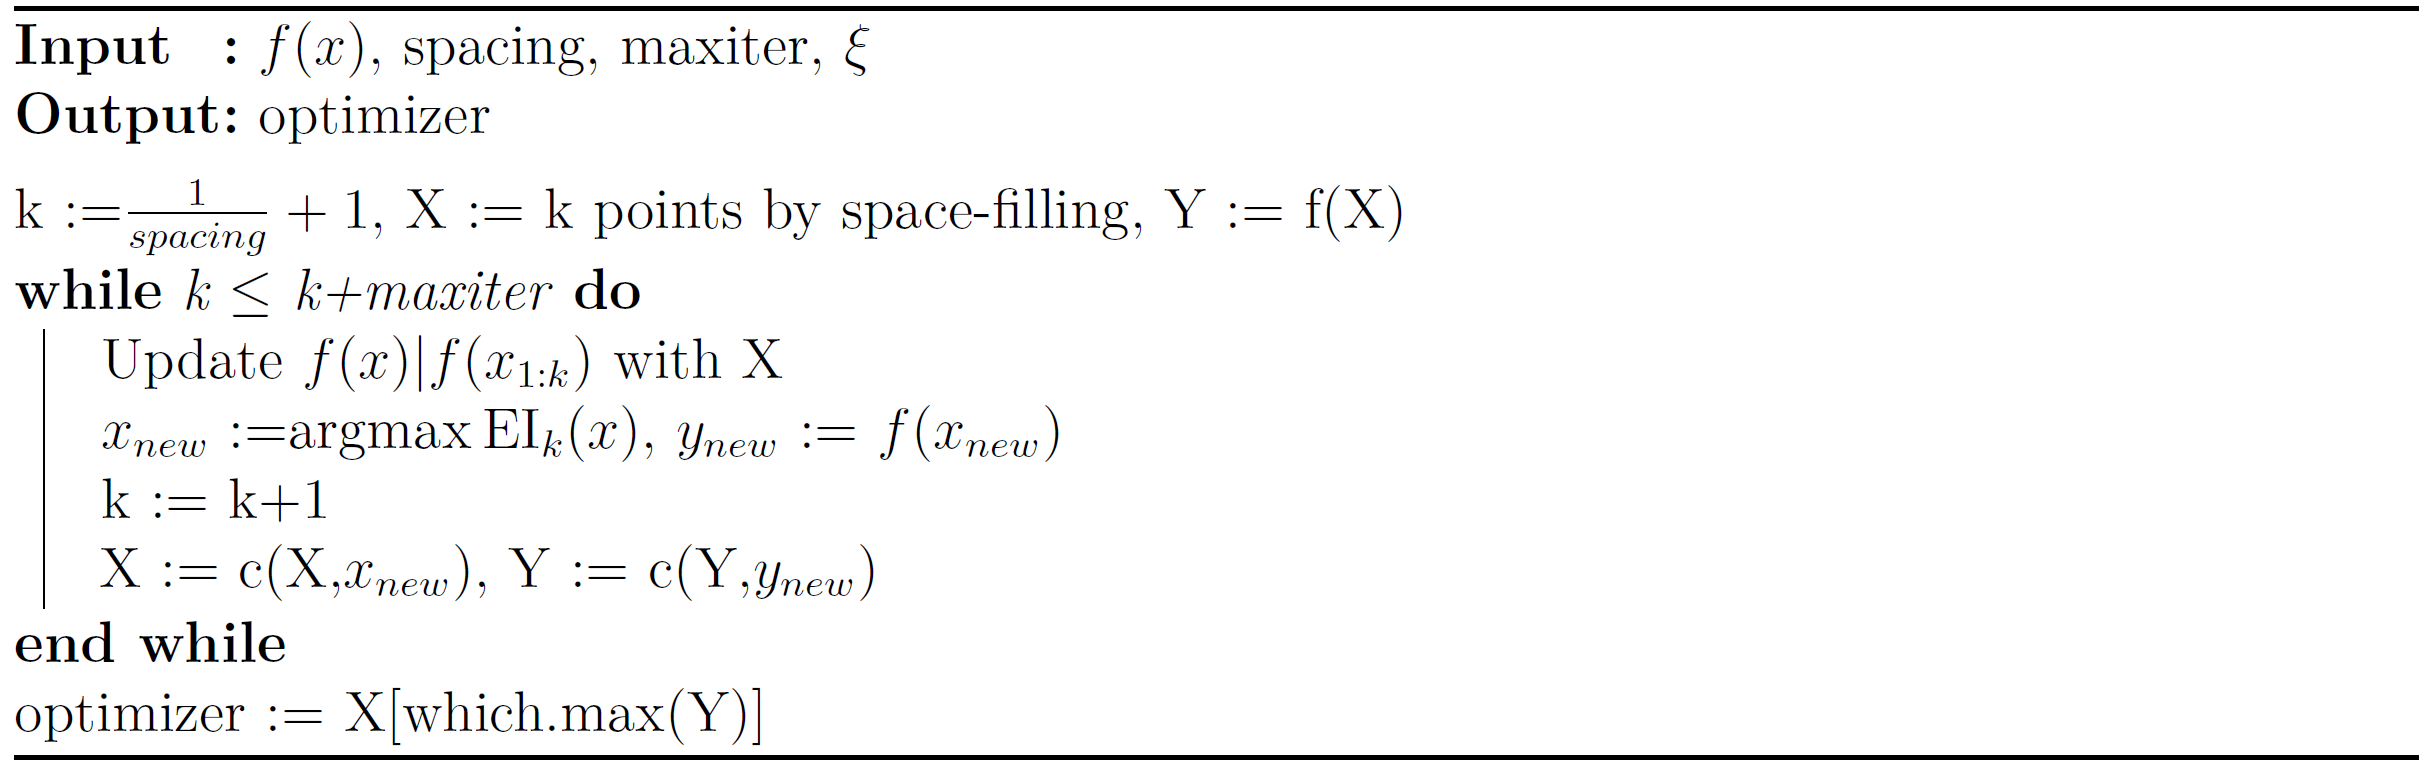 Input : f(x), spacing, maxiter, ξ
Output: optimizer
k := 1/spacing + 1, X := k points by space-filling, Y := f(X)
while k ≤ k+maxiter do
Update f(x)|f(x_{1:k}) with X
x_{new} :=argmax EI_k(x), y_{new} := f(x_{new})
k := k+1
X := c(X,x_{new}), Y := c(Y,y_{new})
end while
optimizer := X[which.max(Y)]